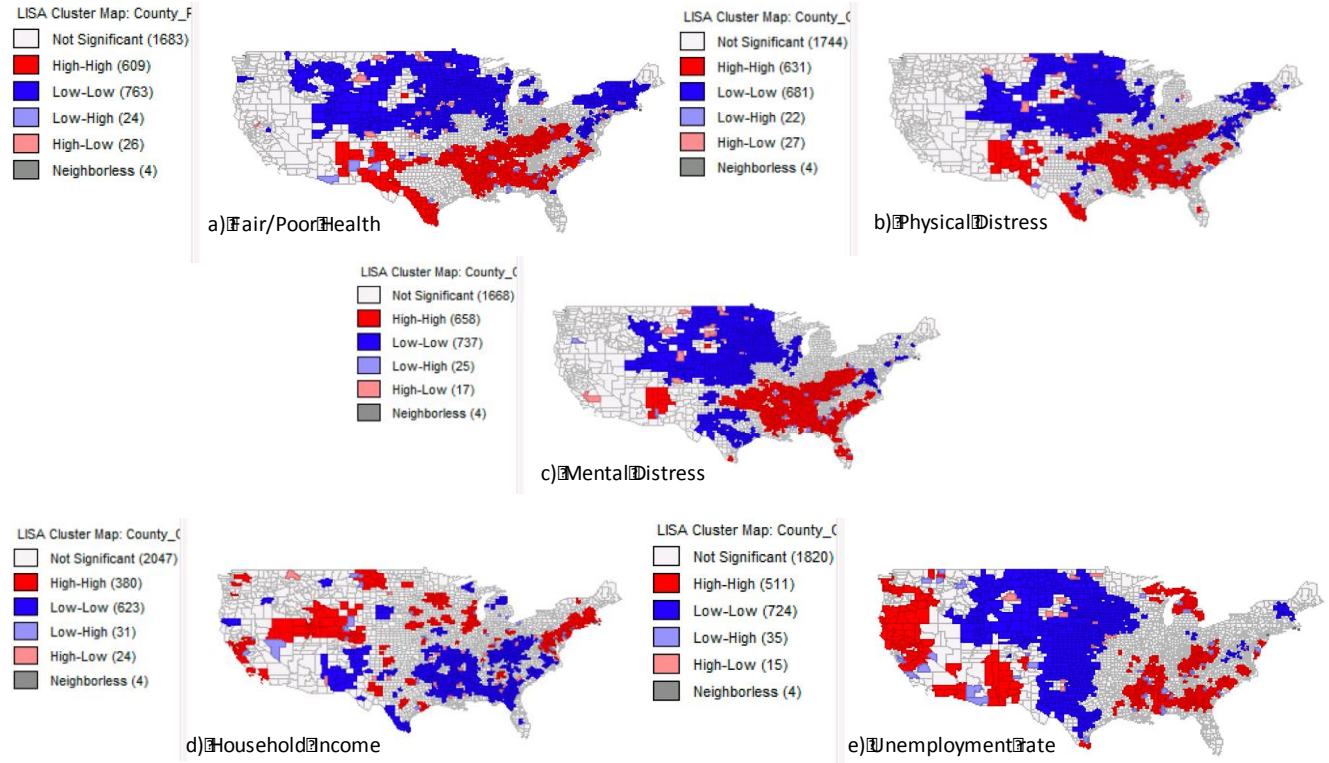 LISA Cluster Map: County_F
Not Significant (1683)
High-High (609)
Low-Low (763)
Low-High (24)
High-Low (26)
Neighborless (4)
a) Fair/Poor Health
LISA Cluster Map: County_C
Not Significant (1744)
High-High (631)
Low-Low (681)
Low-High (22)
High-Low (27)
Neighborless (4)
b) Physical Distress
LISA Cluster Map: County_C
Not Significant (1668)
High-High (658)
Low-Low (737)
Low-High (25)
High-Low (17)
Neighborless (4)
c) Mental Distress
LISA Cluster Map: County_C
Not Significant (2047)
High-High (380)
Low-Low (623)
Low-High (31)
High-Low (24)
Neighborless (4)
d) Household Income
LISA Cluster Map: County_C
Not Significant (1820)
High-High (511)
Low-Low (724)
Low-High (35)
High-Low (15)
Neighborless (4)
e) Unemployment rate